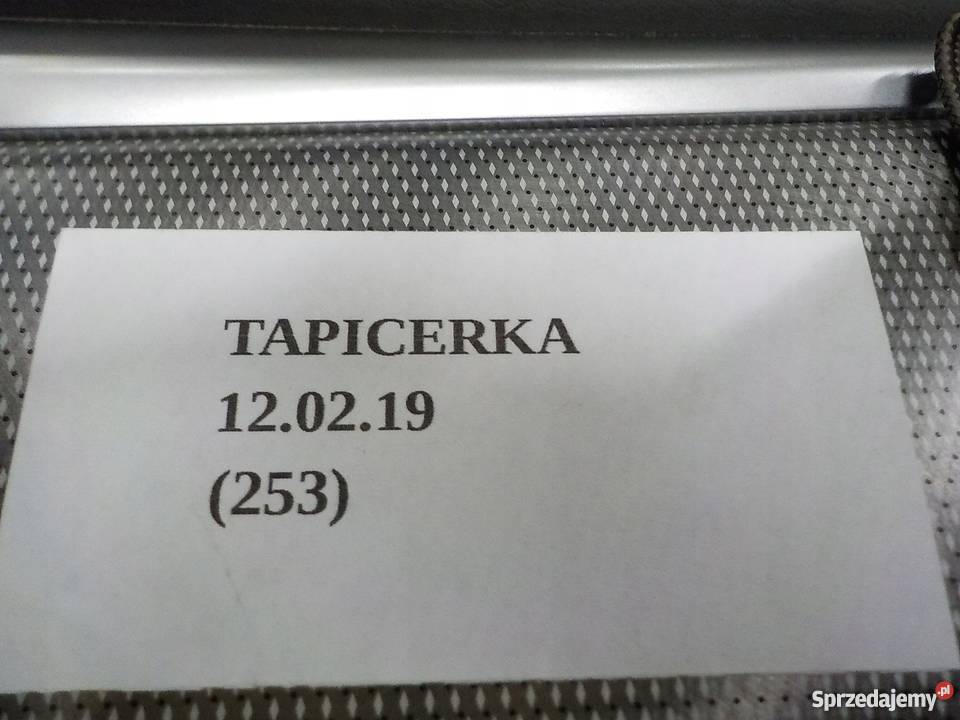 TAPICERKA
12.02.19
(253)
Sprzedajemy.pl